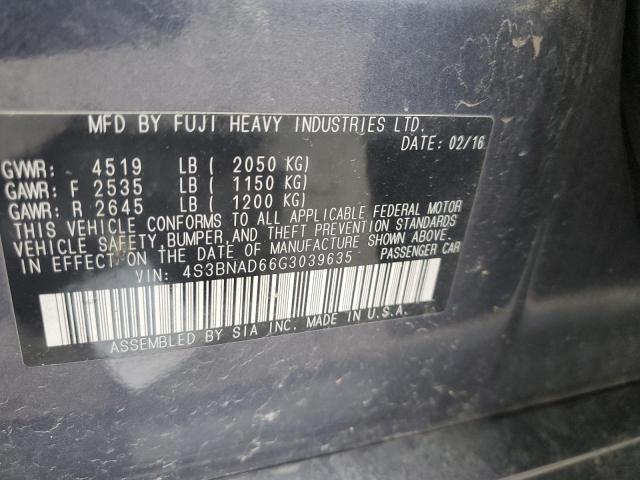 MFD BY FUJI HEAVY INDUSTRIES LTD.
DATE: 02/16
GVWR: 4519 LB ( 2050 KG)
GAWR: F 2535 LB ( 1150 KG)
GAWR: R 2645 LB ( 1200 KG)
THIS VEHICLE CONFORMS TO ALL APPLICABLE FEDERAL MOTOR
VEHICLE SAFETY, BUMPER, AND THEFT PREVENTION STANDARDS
IN EFFECT ON THE DATE OF MANUFACTURE SHOWN ABOVE.
VIN: 4S3BNAD66G3039635 PASSENGER CAR
ASSEMBLED BY SIA INC. MADE IN U.S.A.